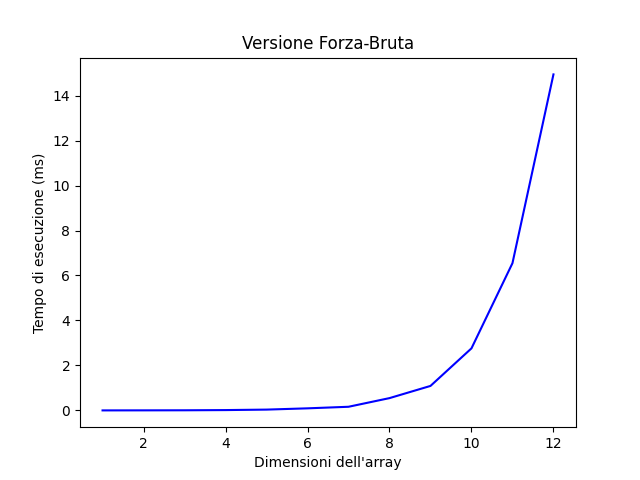 Versione Forza-Bruta
14
12
10
8
6
4
2
0
Tempo di esecuzione (ms)
2 4 6 8 10 12
Dimensioni dell'array